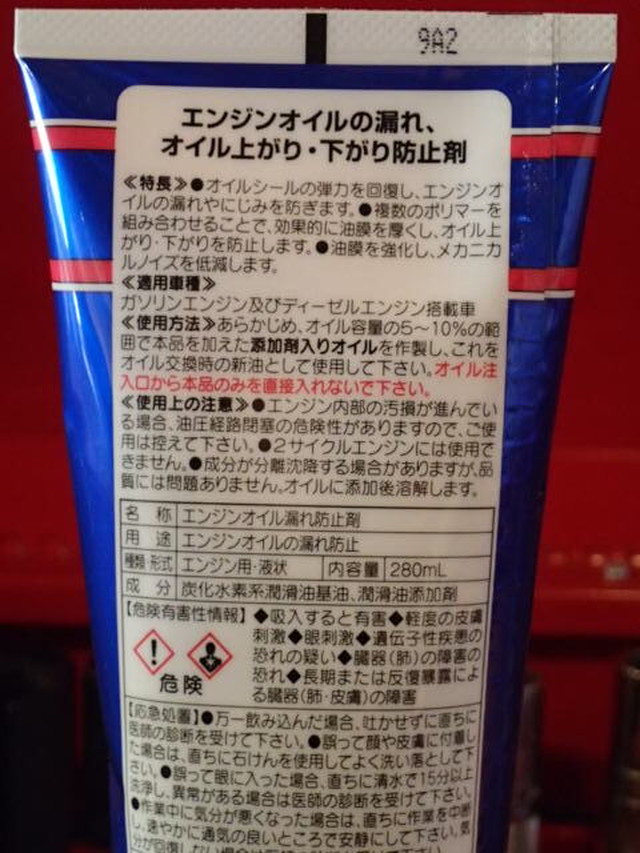 9A2
エンジンオイルの漏れ、
オイル上がり・下がり防止剤
≪特長≫●オイルシールの弾力を回復し、エンジンオ
イルの漏れやにじみを防ぎます。●複数のポリマーを
組み合わせることで、効果的に油膜を厚くし、オイル上
がり・下がりを防止します。●油膜を強化し、メカニカ
ルノイズを低減します。
≪適用車種≫
ガソリンエンジン及びディーゼルエンジン搭載車
≪使用方法≫あらかじめ、オイル容量の5～10%の範
囲で本品を加えた添加剤入りオイルを作製し、これを
オイル交換時の新油として使用して下さい。オイル注
入口から本品のみを直接入れないで下さい。
≪使用上の注意≫●エンジン内部の汚損が進んでい
る場合、油圧経路閉塞の危険性がありますので、ご使
用は控えて下さい。●2サイクルエンジンには使用で
きません。●成分が分離沈降する場合がありますが、品
質には問題ありません。オイルに添加後溶解します。
名 称 エンジンオイル漏れ防止剤
用 途 エンジンオイルの漏れ防止
種類・形式 エンジン用・液状 内容量 280mL
成 分 炭化水素系潤滑油基油、潤滑油添加剤
【危険有害性情報】◆吸入すると有害◆軽度の皮膚
刺激◆眼刺激◆遺伝子性疾患の
恐れの疑い◆臓器(肺)の障害の
恐れ◆長期または反復暴露によ
る臓器(肺・皮膚)の障害
危険
【応急処置】●万一飲み込んだ場合、吐かせずに直ちに
医師の診断を受けて下さい。●誤って顔や皮膚に付着し
た場合は、直ちに石けんを使用してよく洗い落として下
さい。●誤って眼に入った場合、直ちに清水で15分以上
洗浄し、異常がある場合は医師の診断を受けて下さい。
●作業中に気分が悪くなった場合は、直ちに作業を中断
し、速やかに通気の良いところで安静にして下さい。気
分が回復しない場合は